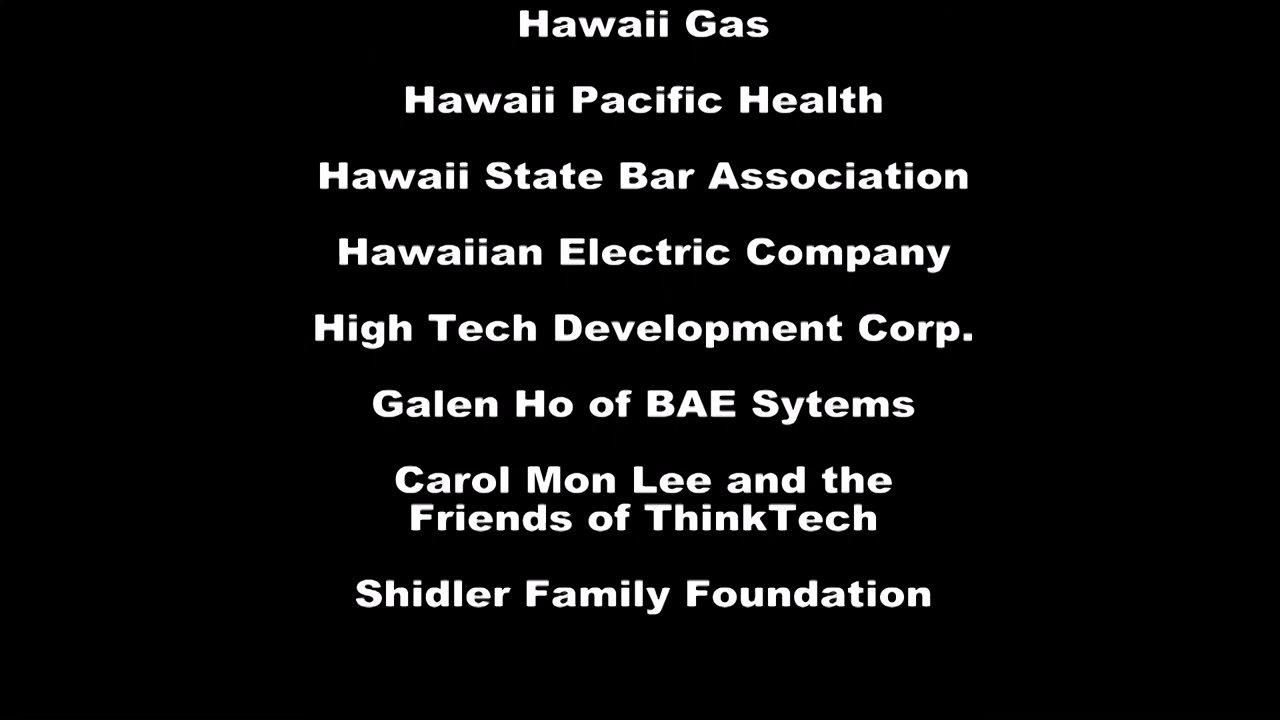 Hawaii Gas
Hawaii Pacific Health
Hawaii State Bar Association
Hawaiian Electric Company
High Tech Development Corp.
Galen Ho of BAE Sytems
Carol Mon Lee and the
Friends of ThinkTech
Shidler Family Foundation